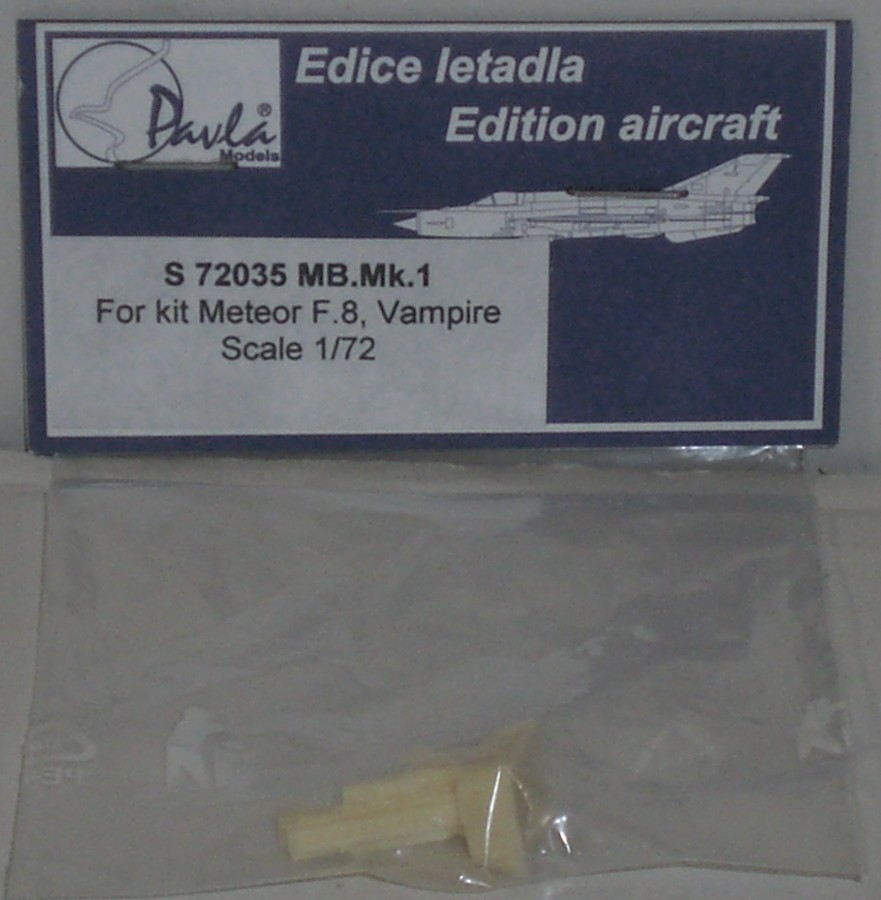 Edice letadla
Edition aircraft
Pavla®
Models
S 72035 MB.Mk.1
For kit Meteor F.8, Vampire
Scale 1/72